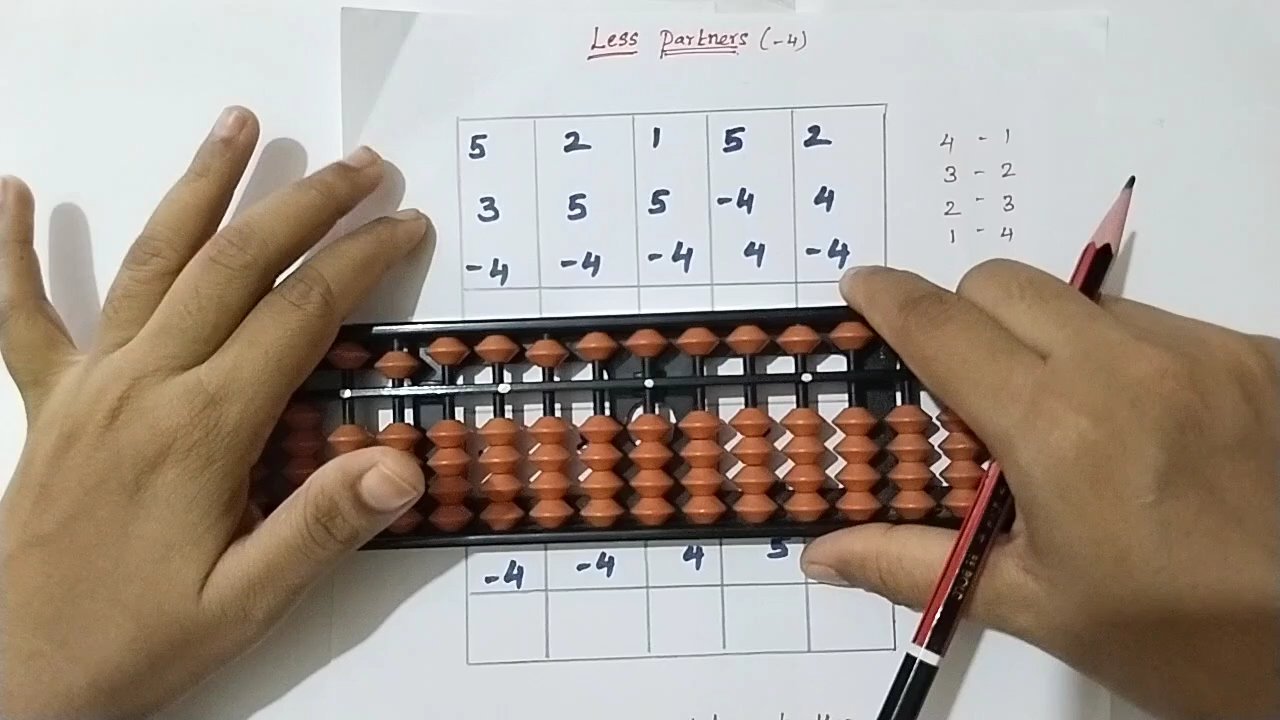 Less Partners (-4)
5 2 1 5 2
3 5 5 -4 4
-4 -4 -4 4 -4
4 - 1
3 - 2
2 - 3
1 - 4
-4 -4 4 5